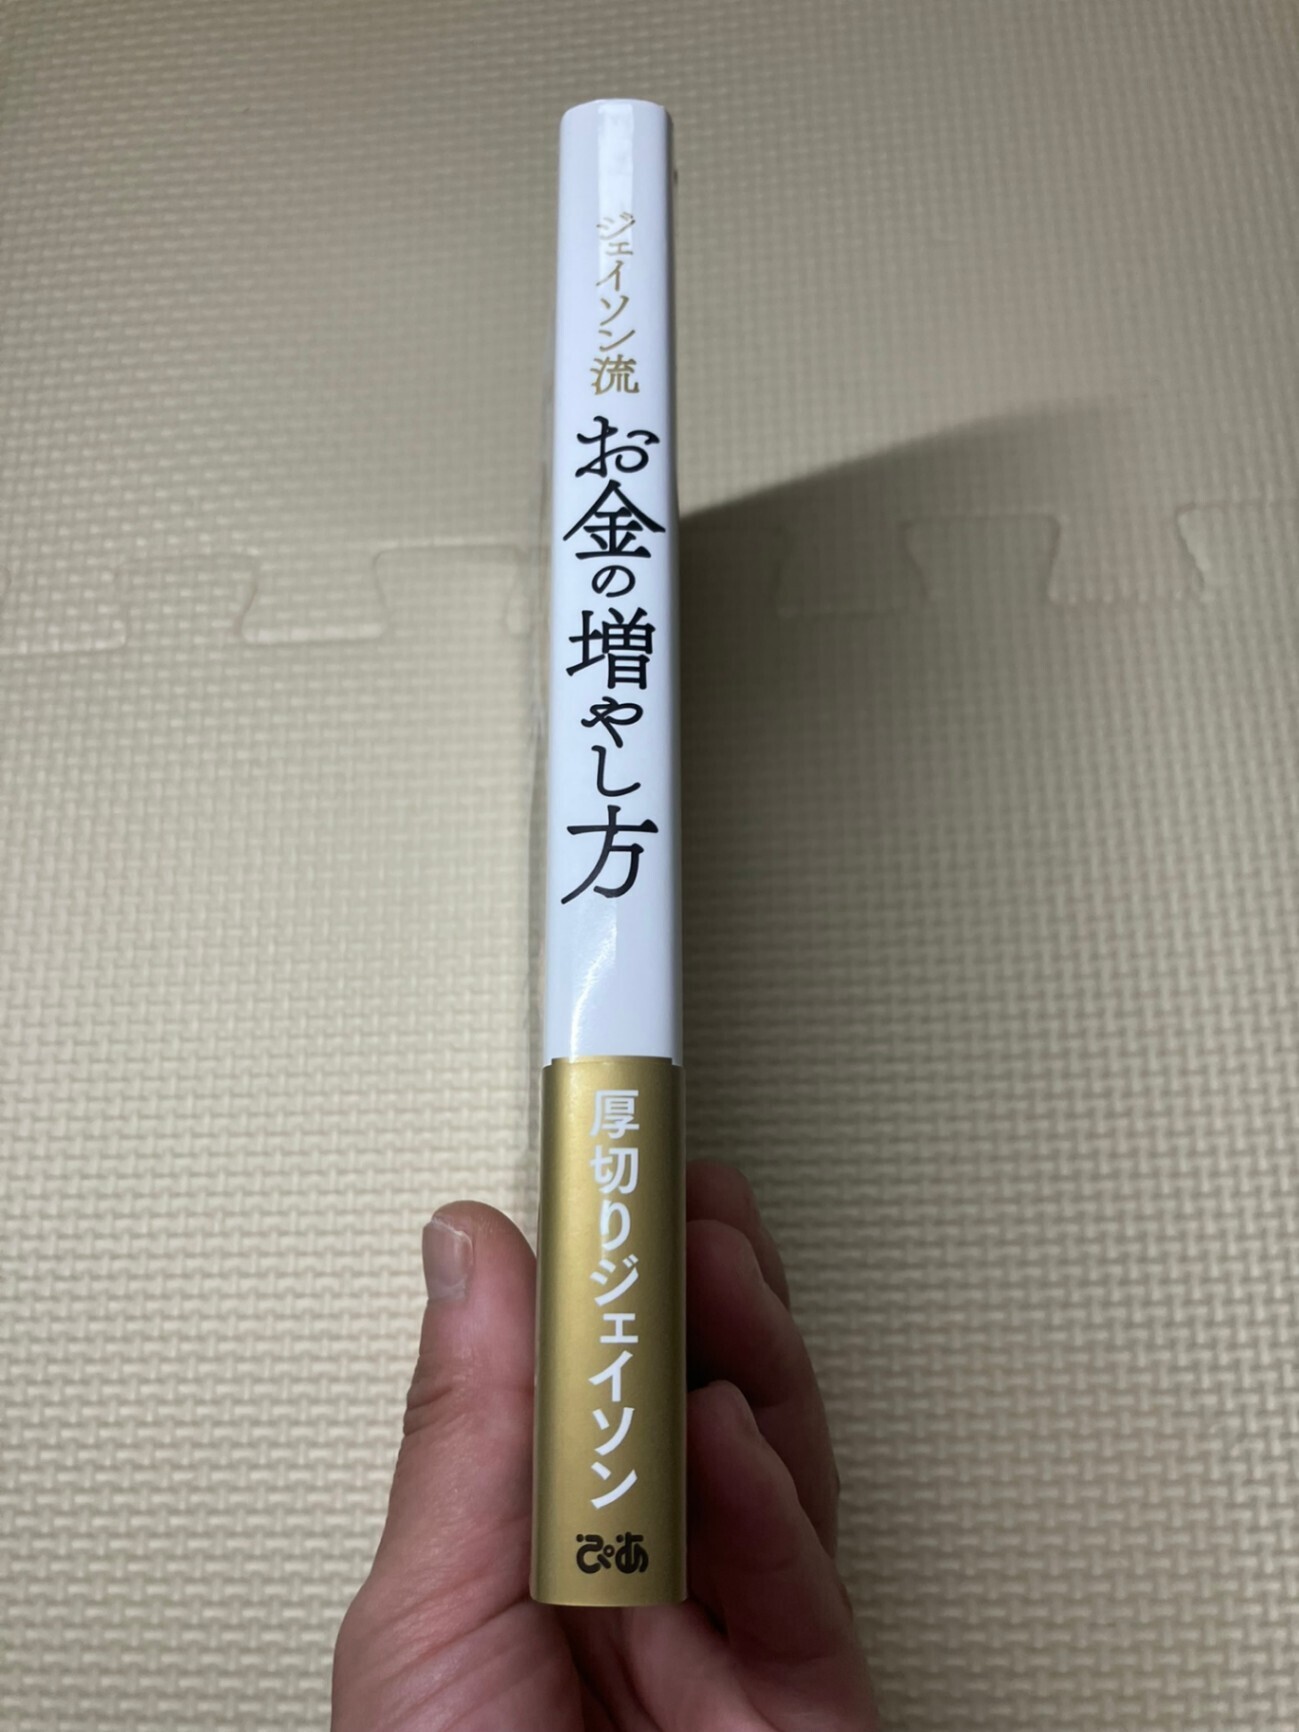 ジェイソン流
お金の増やし方
厚切りジェイソン
ぴあ